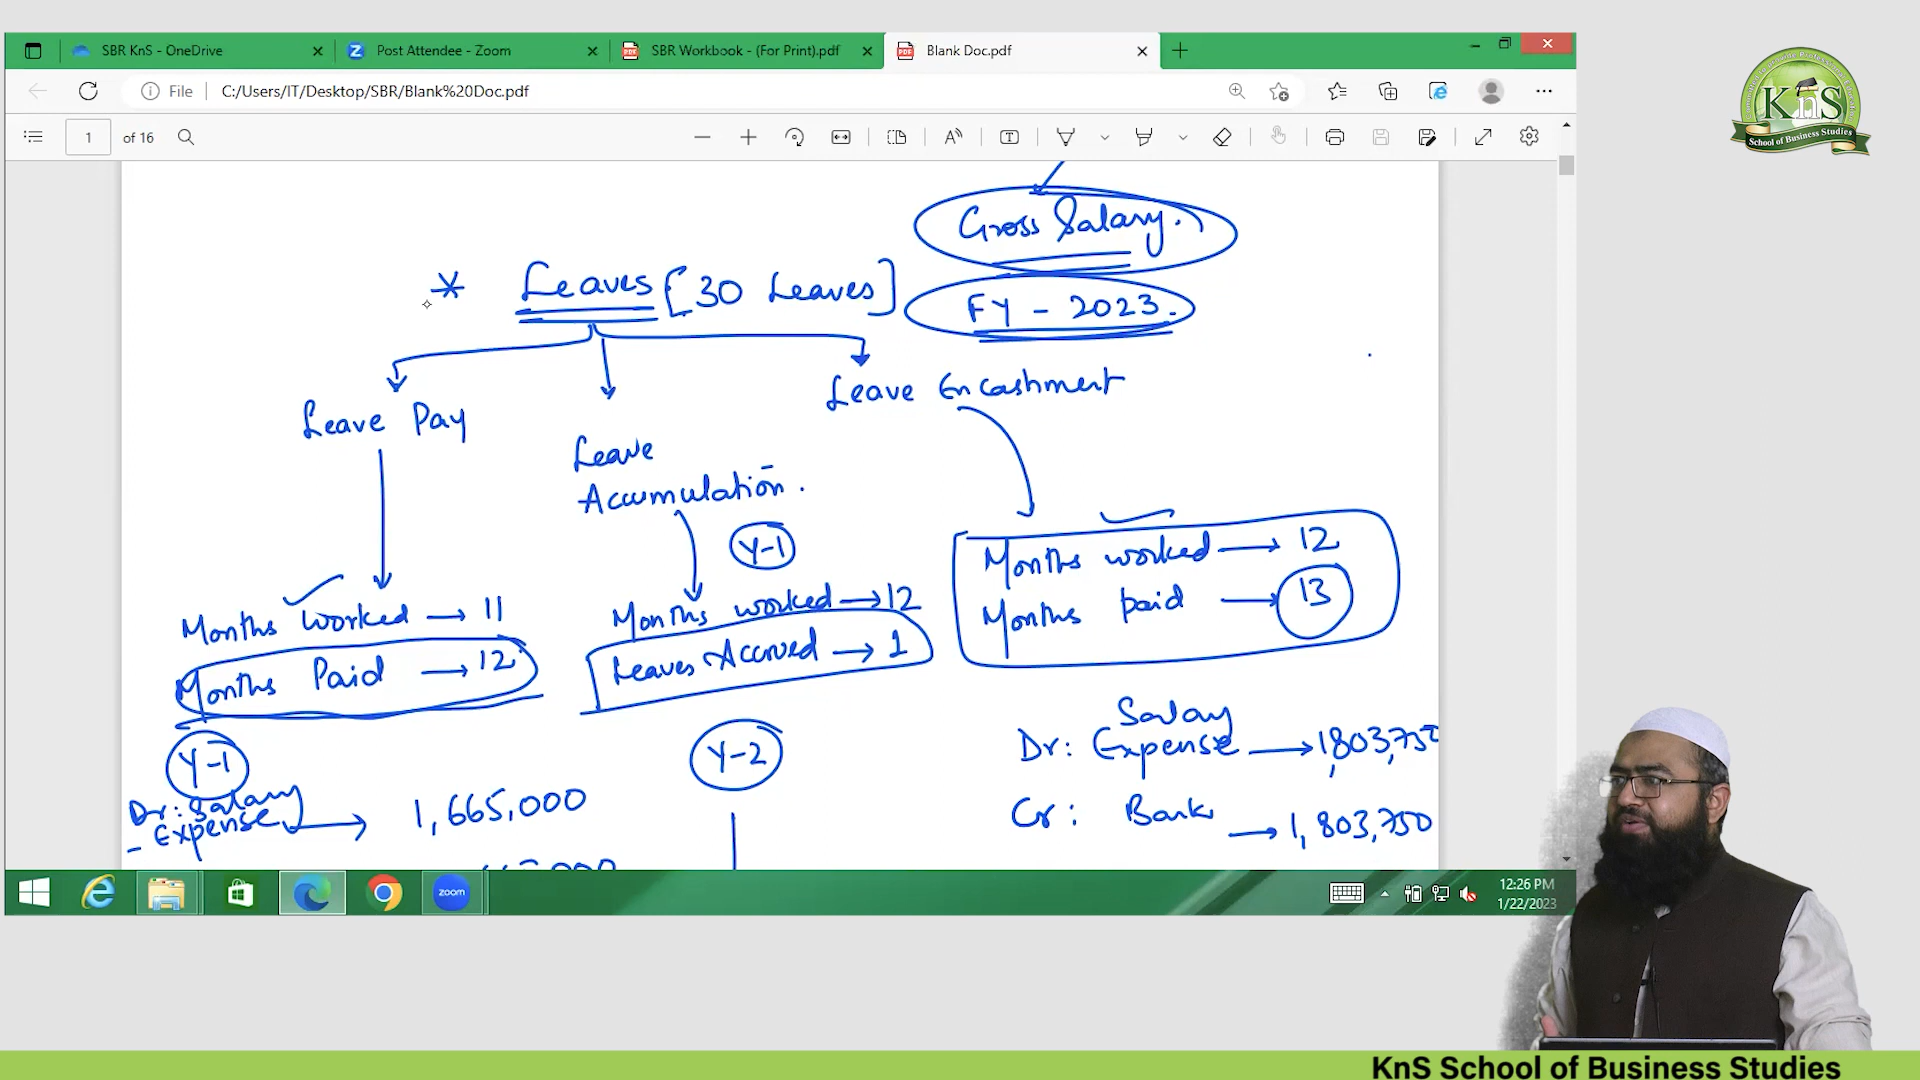 SBR KnS - OneDrive
Post Attendee - Zoom
SBR Workbook - (For Print).pdf
Blank Doc.pdf
File
C:/Users/IT/Desktop/SBR/Blank%20Doc.pdf
1 of 16
KnS
School of Business Studies
Gross Salary.
* Leaves [30 Leaves]
FY - 2023.
Leave Pay
Leave Accumulation.
Leave Encashment
Y-1
Months worked → 12
Months paid → 13
Months worked → 11
Months Paid → 12
Months worked → 12
Leaves Accrued → 1
Y-1
Y-2
Dr: Salary Expense → 1,803,750
Cr: Bank → 1,803,750
Dr: Salary
Expense → 1,665,000
zoom
12:26 PM
1/22/2023
KnS School of Business Studies